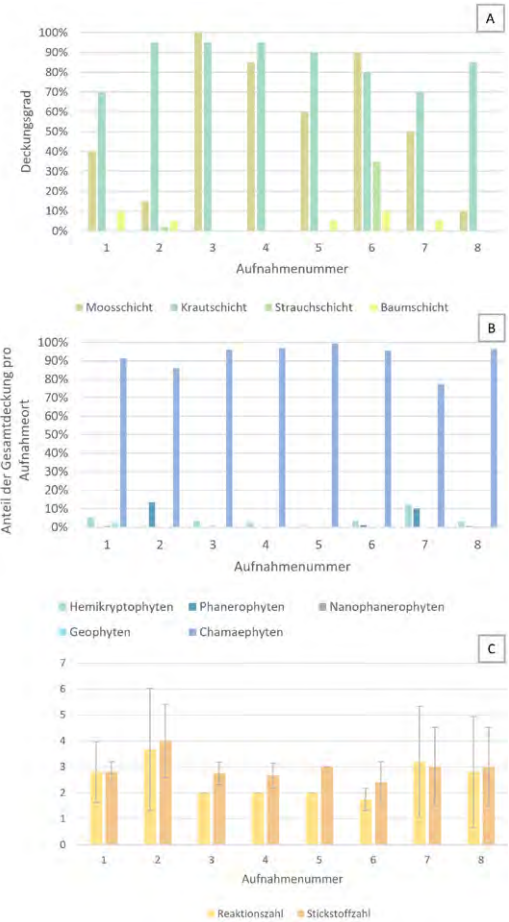 A
100%
90%
80%
70%
60%
50%
40%
30%
20%
10%
0%
Deckungsgrad
1 2 3 4 5 6 7 8
Aufnahmenummer
Moosschicht Krautschicht Strauchschicht Baumschicht
B
100%
90%
80%
70%
60%
50%
40%
30%
20%
10%
0%
Anteil der Gesamtdeckung pro
Aufnahmeort
1 2 3 4 5 6 7 8
Aufnahmenummer
Hemikryptophyten Phanerophyten Nanophanerophyten
Geophyten Chamaephyten
C
7
6
5
4
3
2
1
0
1 2 3 4 5 6 7 8
Aufnahmenummer
Reaktionszahl Stickstoffzahl